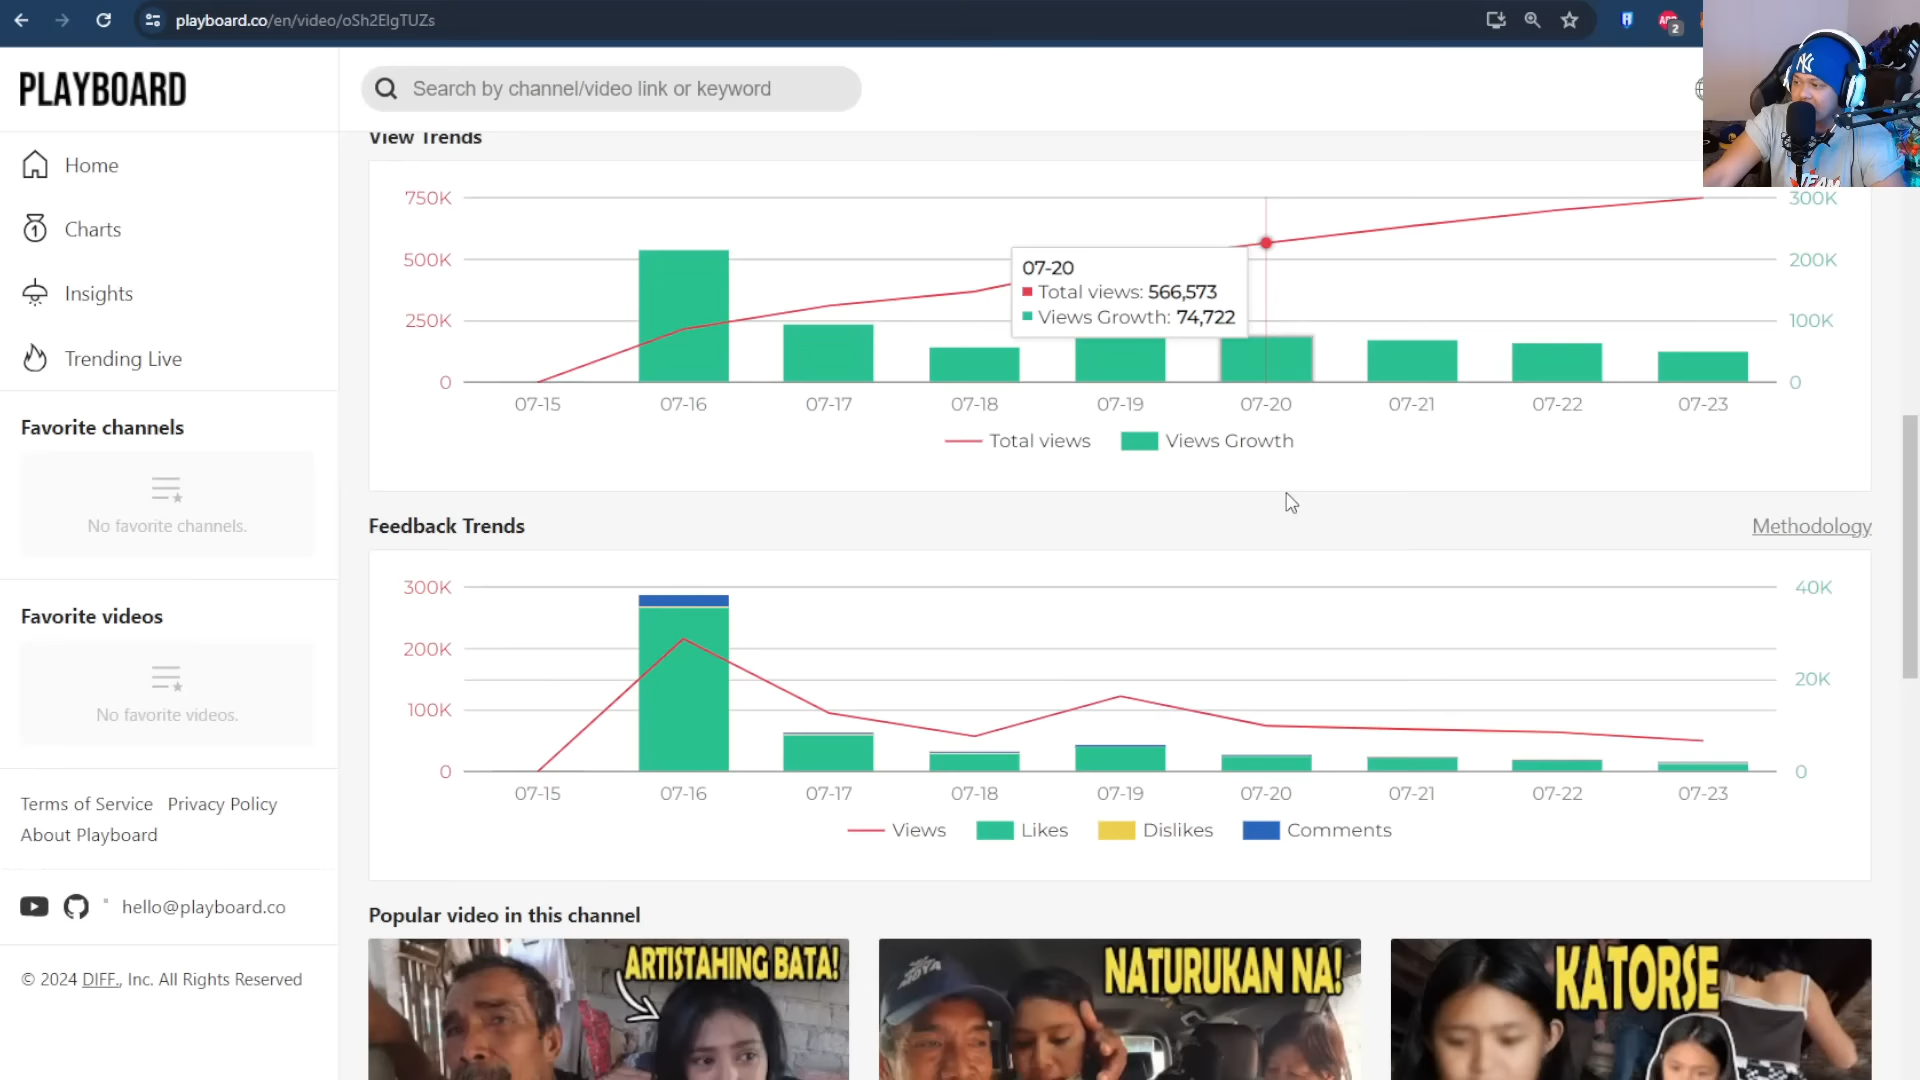 playboard.co/en/video/oSh2ElgTUZs
2
PLAYBOARD
Search by channel/video link or keyword
Home
Charts
Insights
Trending Live
Favorite channels
No favorite channels.
Favorite videos
No favorite videos.
Terms of Service Privacy Policy
About Playboard
hello@playboard.co
© 2024 DIFF., Inc. All Rights Reserved
View Trends
750K
500K
250K
0
300K
200K
100K
0
07-20
Total views: 566,573
Views Growth: 74,722
07-15 07-16 07-17 07-18 07-19 07-20 07-21 07-22 07-23
Total views Views Growth
Feedback Trends
Methodology
300K
200K
100K
0
40K
20K
0
07-15 07-16 07-17 07-18 07-19 07-20 07-21 07-22 07-23
Views Likes Dislikes Comments
Popular video in this channel
ARTISTAHING BATA!
NATURUKAN NA!
KATORSE